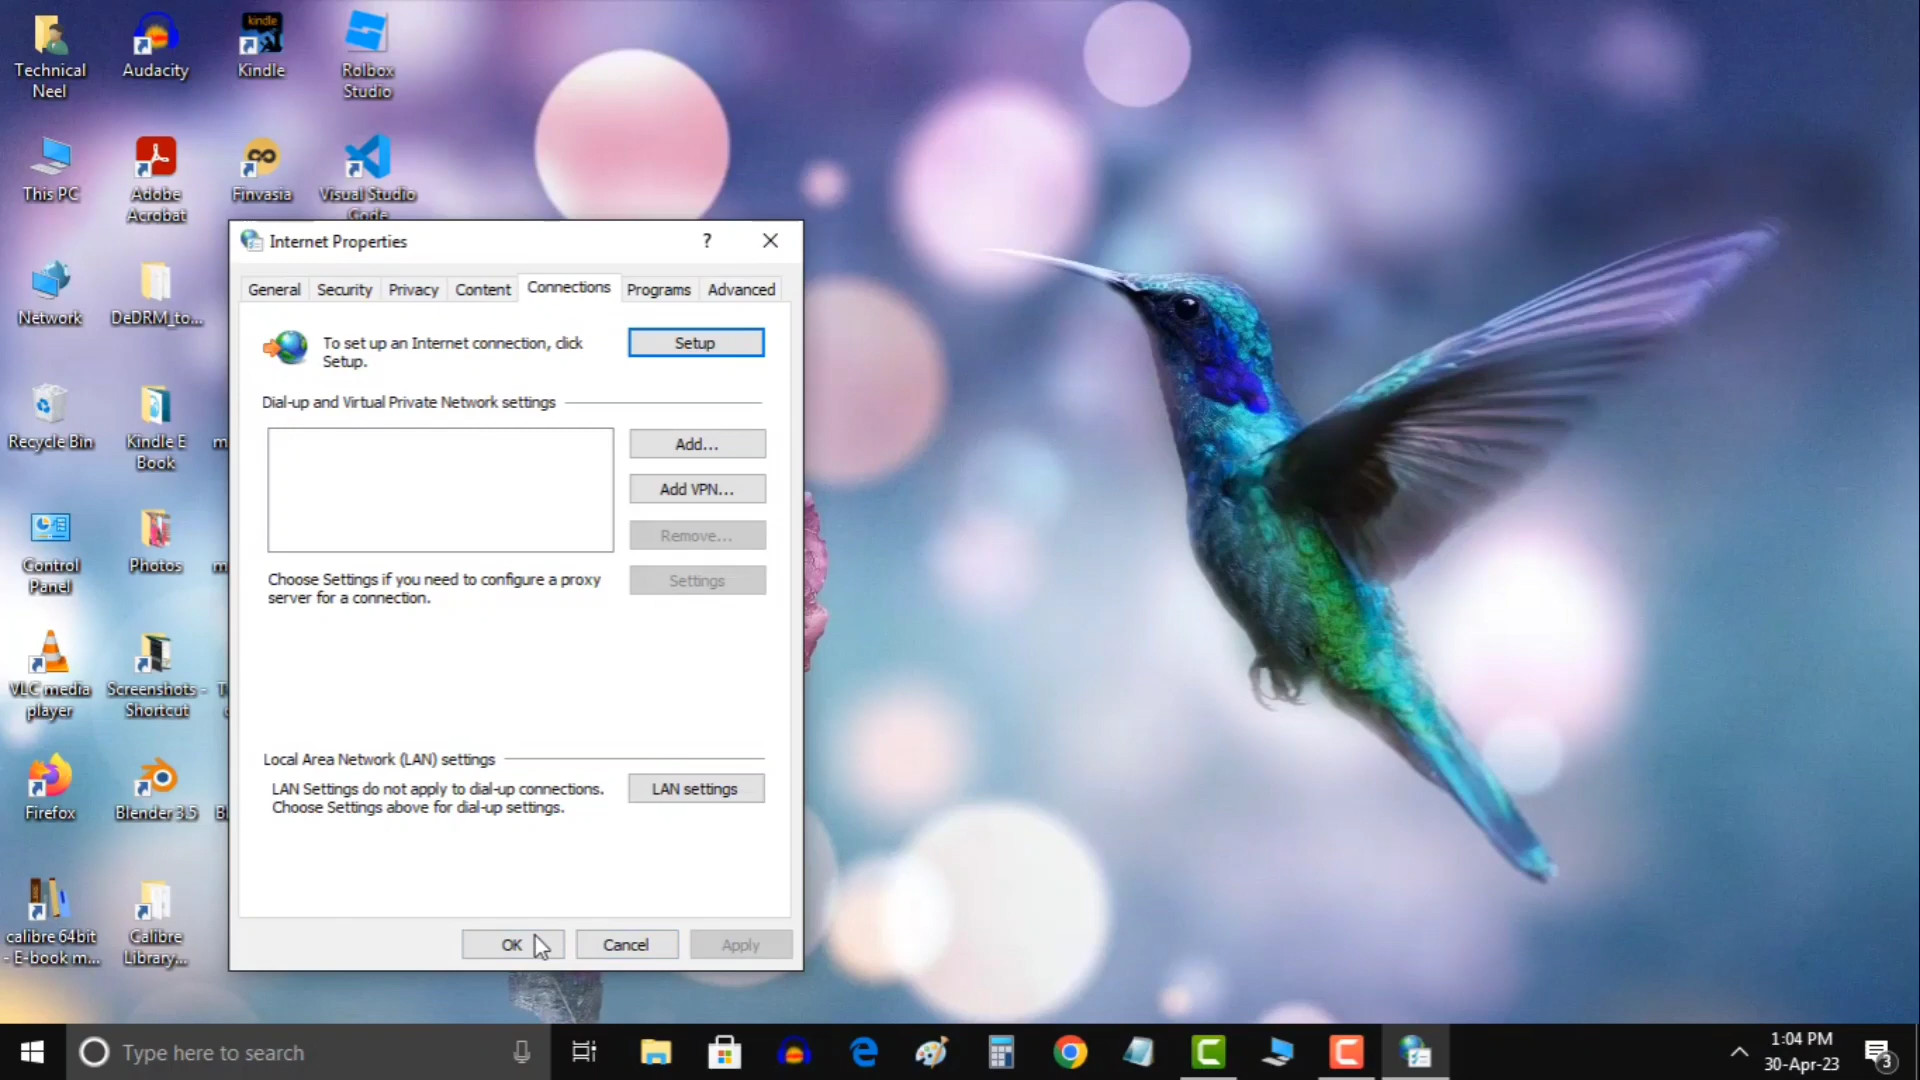 Technical
Neel
Audacity
kindle
Kindle
Rolbox
Studio
This PC
Adobe
Acrobat
Finvasia
Visual Studio
Code
Network
DeDRM_to...
Recycle Bin
Kindle E
Book
m
Control
Panel
Photos
m
VLC media
player
Screenshots -
Shortcut
Firefox
Blender 3.5
calibre 64bit
- E-book m...
Calibre
Library...
Internet Properties
?
General
Security
Privacy
Content
Connections
Programs
Advanced
To set up an Internet connection, click
Setup.
Setup
Dial-up and Virtual Private Network settings
Add...
Add VPN...
Remove...
Choose Settings if you need to configure a proxy
server for a connection.
Settings
Local Area Network (LAN) settings
LAN Settings do not apply to dial-up connections.
Choose Settings above for dial-up settings.
LAN settings
OK
Cancel
Apply
Type here to search
1:04 PM
30-Apr-23
3